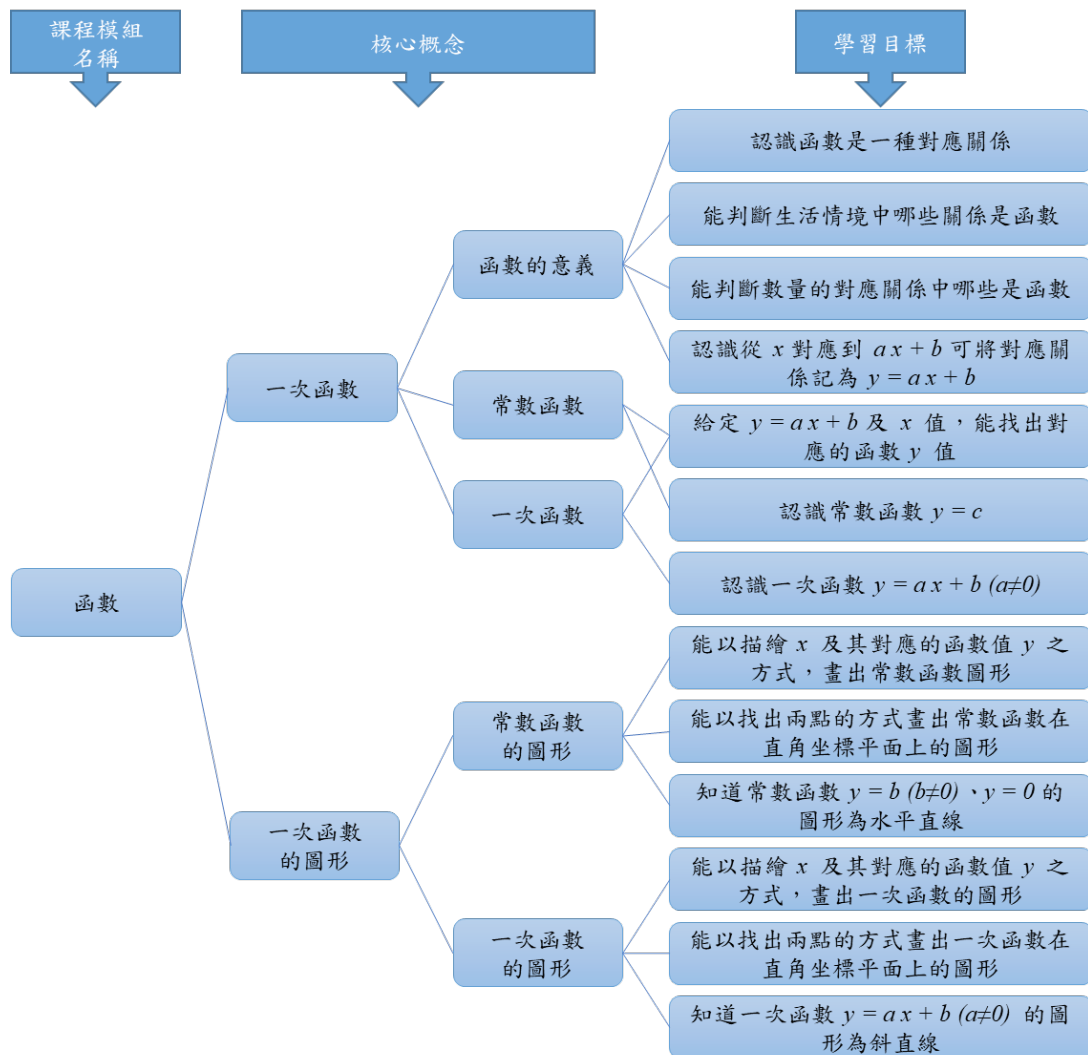 課程模組
名稱
核心概念
學習目標
認識函數是一種對應關係
能判斷生活情境中哪些關係是函數
函數的意義
能判斷數量的對應關係中哪些是函數
認識從 x 對應到 ax + b 可將對應關
係記為 y = ax + b
一次函數
常數函數
給定 y = ax + b 及 x 值，能找出對
應的函數 y 值
一次函數
認識常數函數 y = c
函數
認識一次函數 y = ax + b (a≠0)
能以描繪 x 及其對應的函數值 y 之
方式，畫出常數函數圖形
常數函數
的圖形
能以找出兩點的方式畫出常數函數在
直角坐標平面上的圖形
知道常數函數 y = b (b≠0)、y = 0 的
圖形為水平直線
一次函數
的圖形
能以描繪 x 及其對應的函數值 y 之
方式，畫出一次函數的圖形
一次函數
的圖形
能以找出兩點的方式畫出一次函數在
直角坐標平面上的圖形
知道一次函數 y = ax + b (a≠0) 的圖
形為斜直線